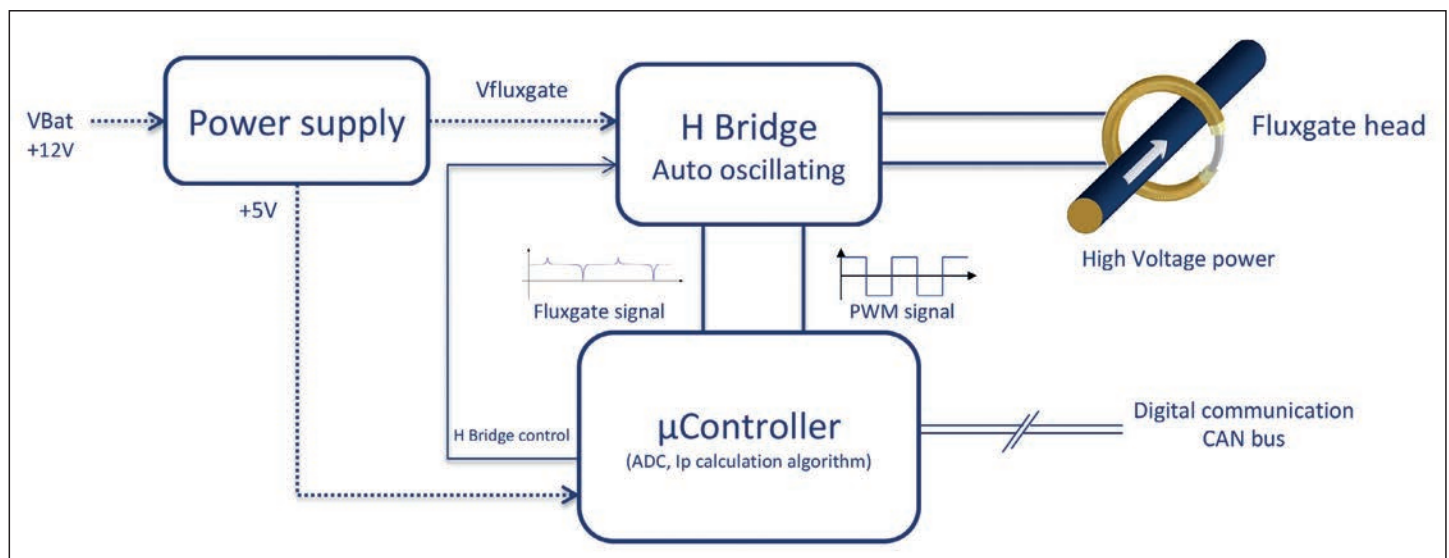 VBat
+12V
Power supply
Vfluxgate
H Bridge
Auto oscillating
Fluxgate head
+5V
High Voltage power
Fluxgate signal
PWM signal
H Bridge control
µController
(ADC, Ip calculation algorithm)
Digital communication
CAN bus